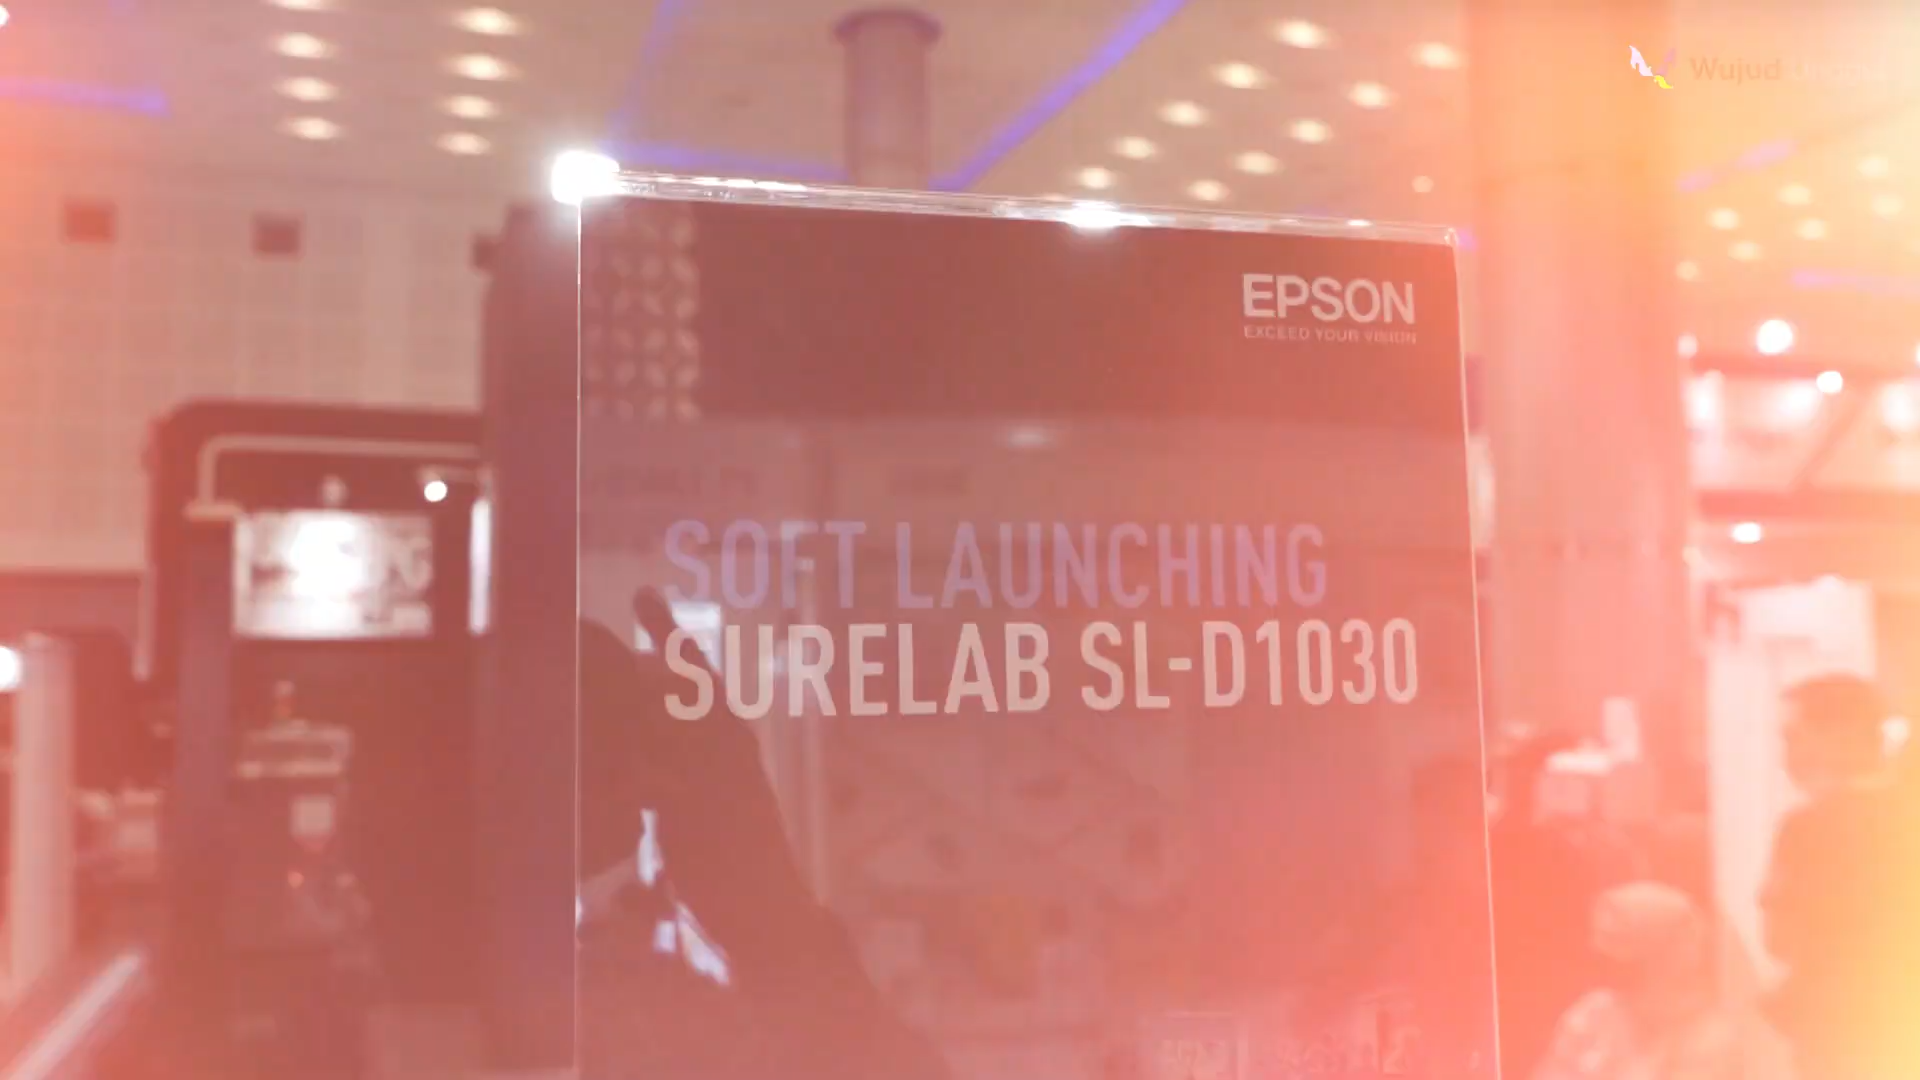 Wujud
EPSON
EXCEED YOUR VISION
SOFT LAUNCHING
SURELAB SL-D1030